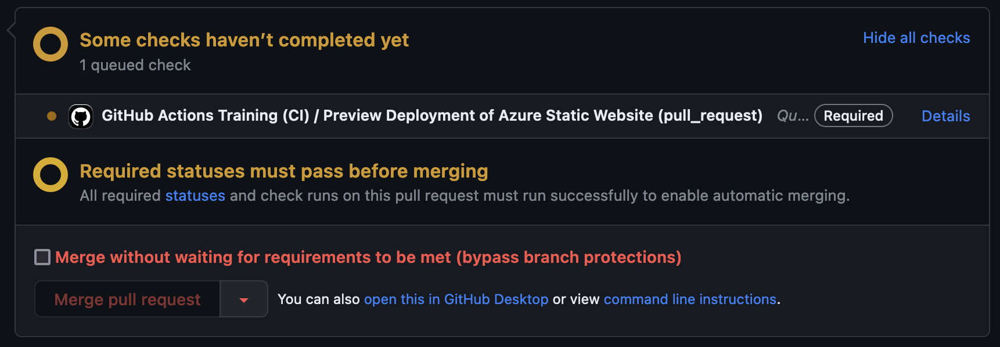 Some checks haven’t completed yet
Hide all checks
1 queued check
GitHub Actions Training (CI) / Preview Deployment of Azure Static Website (pull_request) Qu... Required Details
Required statuses must pass before merging
All required statuses and check runs on this pull request must run successfully to enable automatic merging.
Merge without waiting for requirements to be met (bypass branch protections)
Merge pull request You can also open this in GitHub Desktop or view command line instructions.